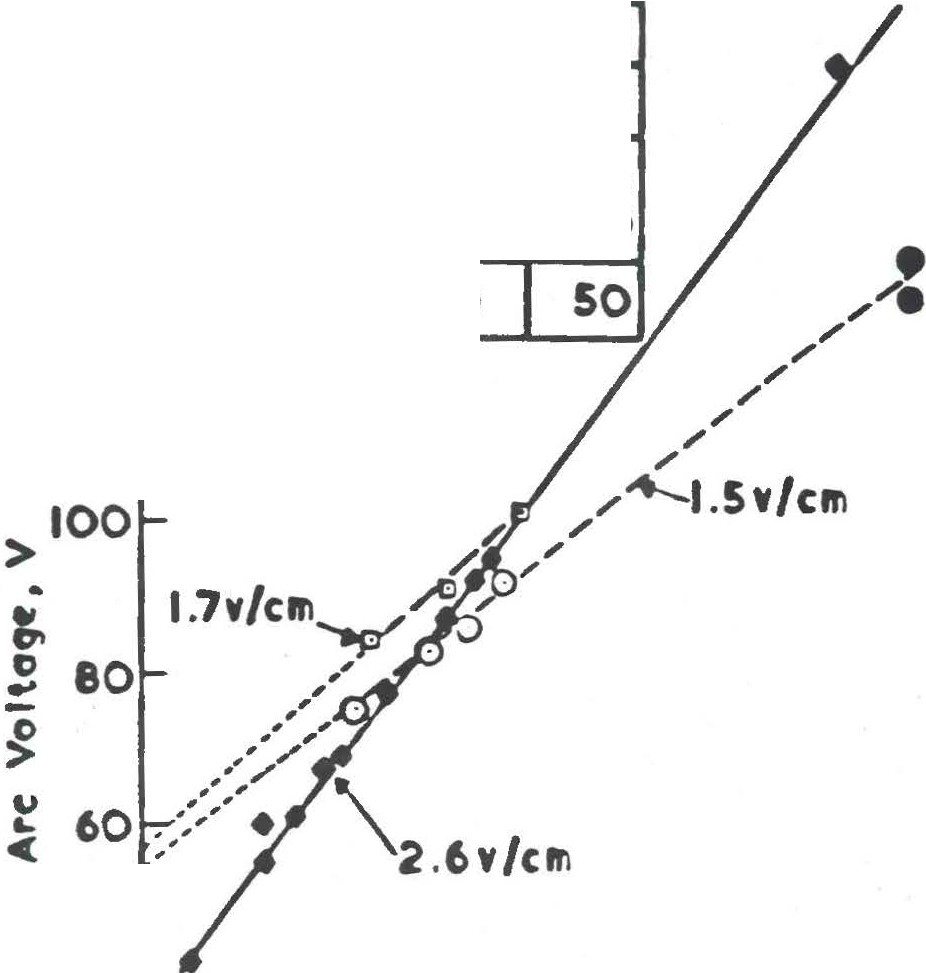 50
1.5v/cm
100
1.7v/cm
80
60
2.6v/cm
Arc Voltage, V